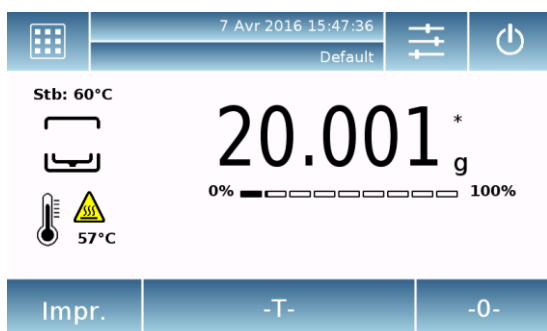 7 Avr 2016 15:47:36
Default
Stb: 60°C
20.001 *
g
0% 100%
57°C
Impr. -T- -0-